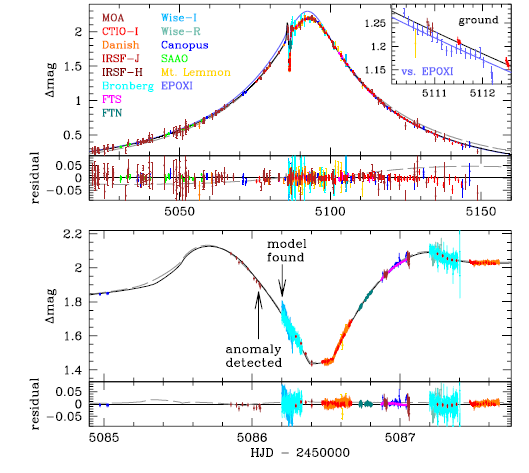 MOA Wise-I
CTIO-I Wise-R
Danish Canopus
IRSF-J SAAO
IRSF-H Mt. Lemmon
Bronberg EPOXI
FTS
FTN
ground
vs. EPOXI
1.25
1.2
1.15
5111 5112
Δmag
2
1.5
1
0.5
residual
0.05
0.00
−0.05
5050 5100 5150
model
found
anomaly
detected
Δmag
2.2
2
1.8
1.6
1.4
residual
0.05
0
−0.05
5085 5086 5087
HJD − 2450000